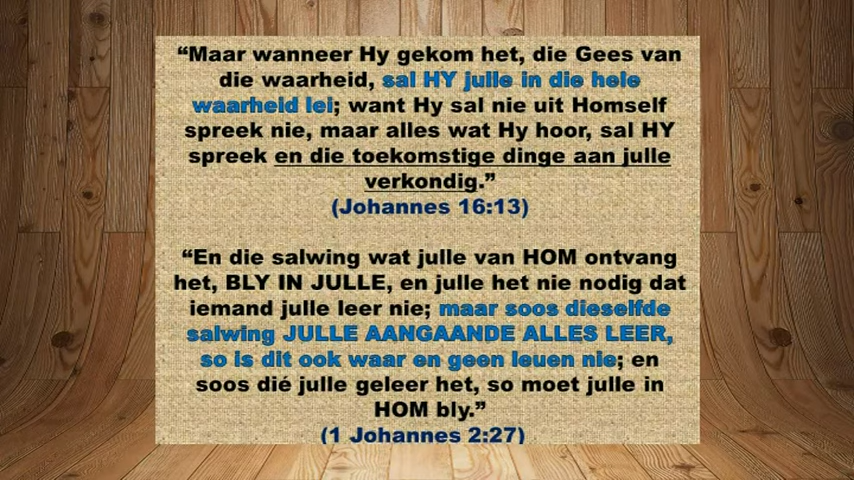 “Maar wanneer Hy gekom het, die Gees van
die waarheid, sal HY julle in die hele
waarheid lei; want Hy sal nie uit Homself
spreek nie, maar alles wat Hy hoor, sal HY
spreek en die toekomstige dinge aan julle
verkondig.”
(Johannes 16:13)
“En die salwing wat julle van HOM ontvang
het, BLY IN JULLE, en julle het nie nodig dat
iemand julle leer nie; maar soos dieselfde
salwing JULLE AANGAANDE ALLES LEER,
so is dit ook waar en geen leuen nie; en
soos dié julle geleer het, so moet julle in
HOM bly.”
(1 Johannes 2:27)